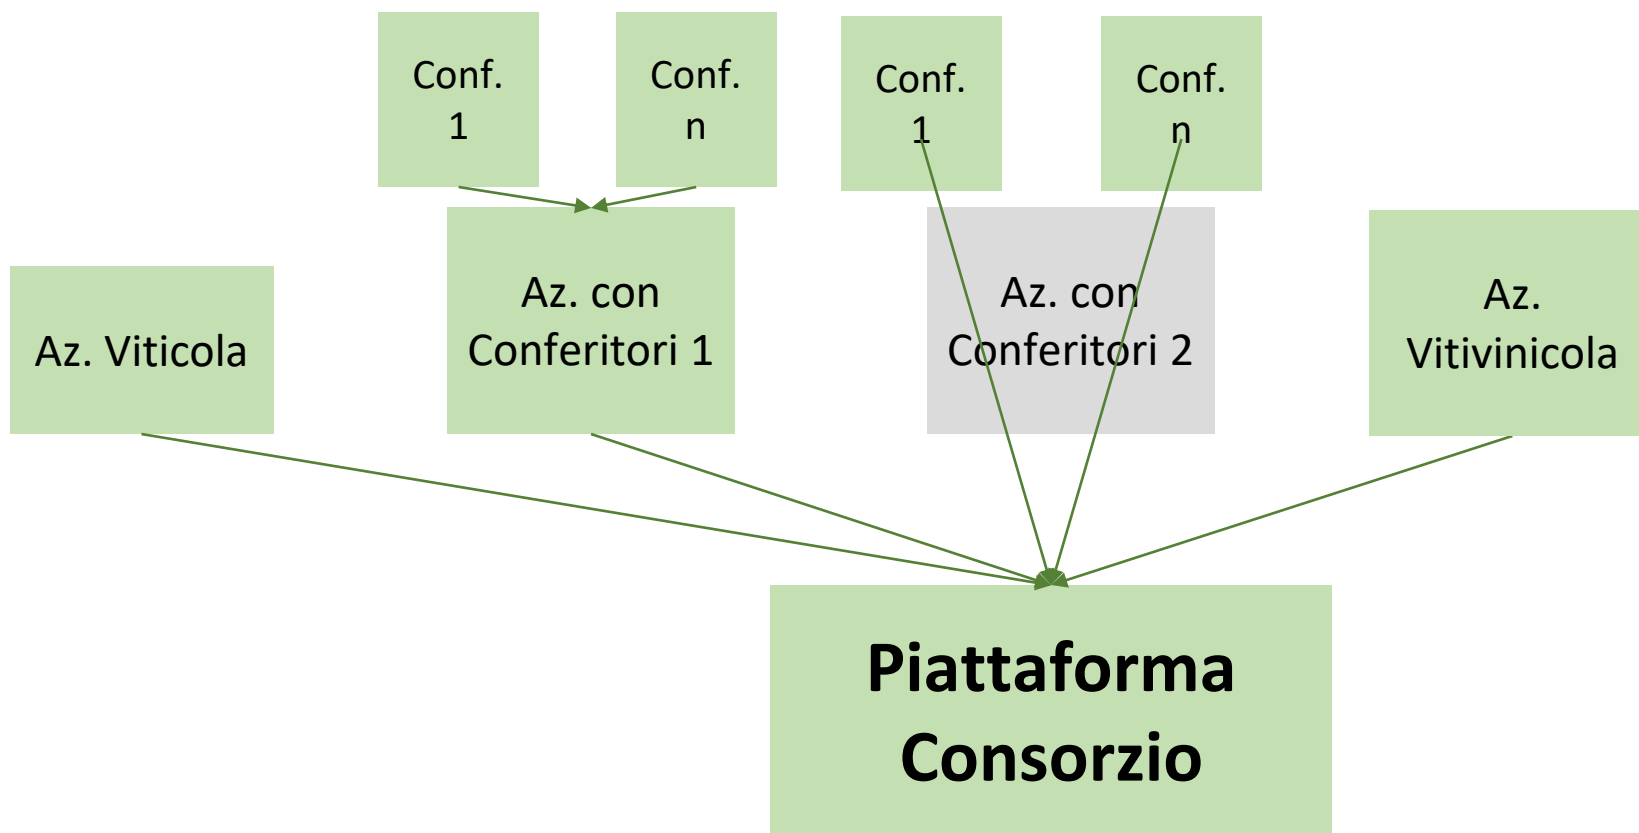 Conf.
1
Conf.
n
Conf.
1
Conf.
n
Az. Viticola
Az. con
Conferitori 1
Az. con
Conferitori 2
Az.
Vitivinicola
Piattaforma
Consorzio